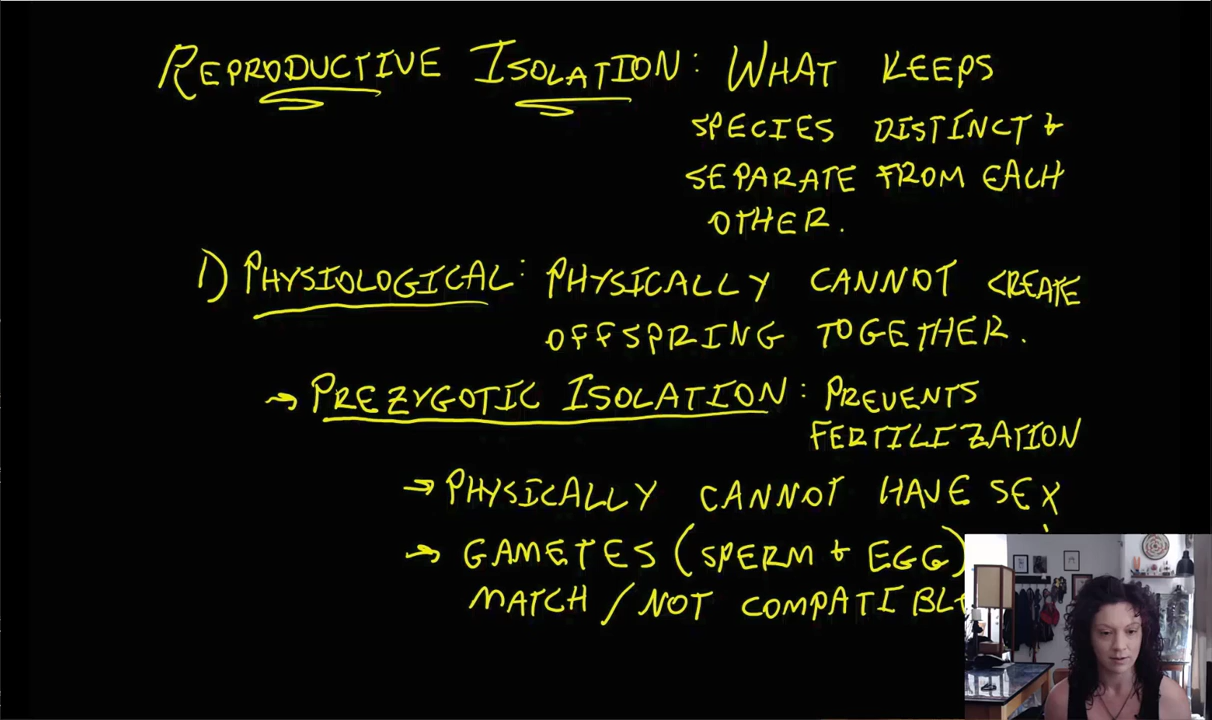 REPRODUCTIVE ISOLATION: WHAT KEEPS
SPECIES DISTINCT +
SEPARATE FROM EACH
OTHER.
1) PHYSIOLOGICAL: PHYSICALLY CANNOT CREATE
OFFSPRING TOGETHER.
→ PREZYGOTIC ISOLATION: PREVENTS
FERTILIZATION
→ PHYSICALLY CANNOT HAVE SEX
→ GAMETES (SPERM + EGG)
MATCH / NOT COMPATIBL